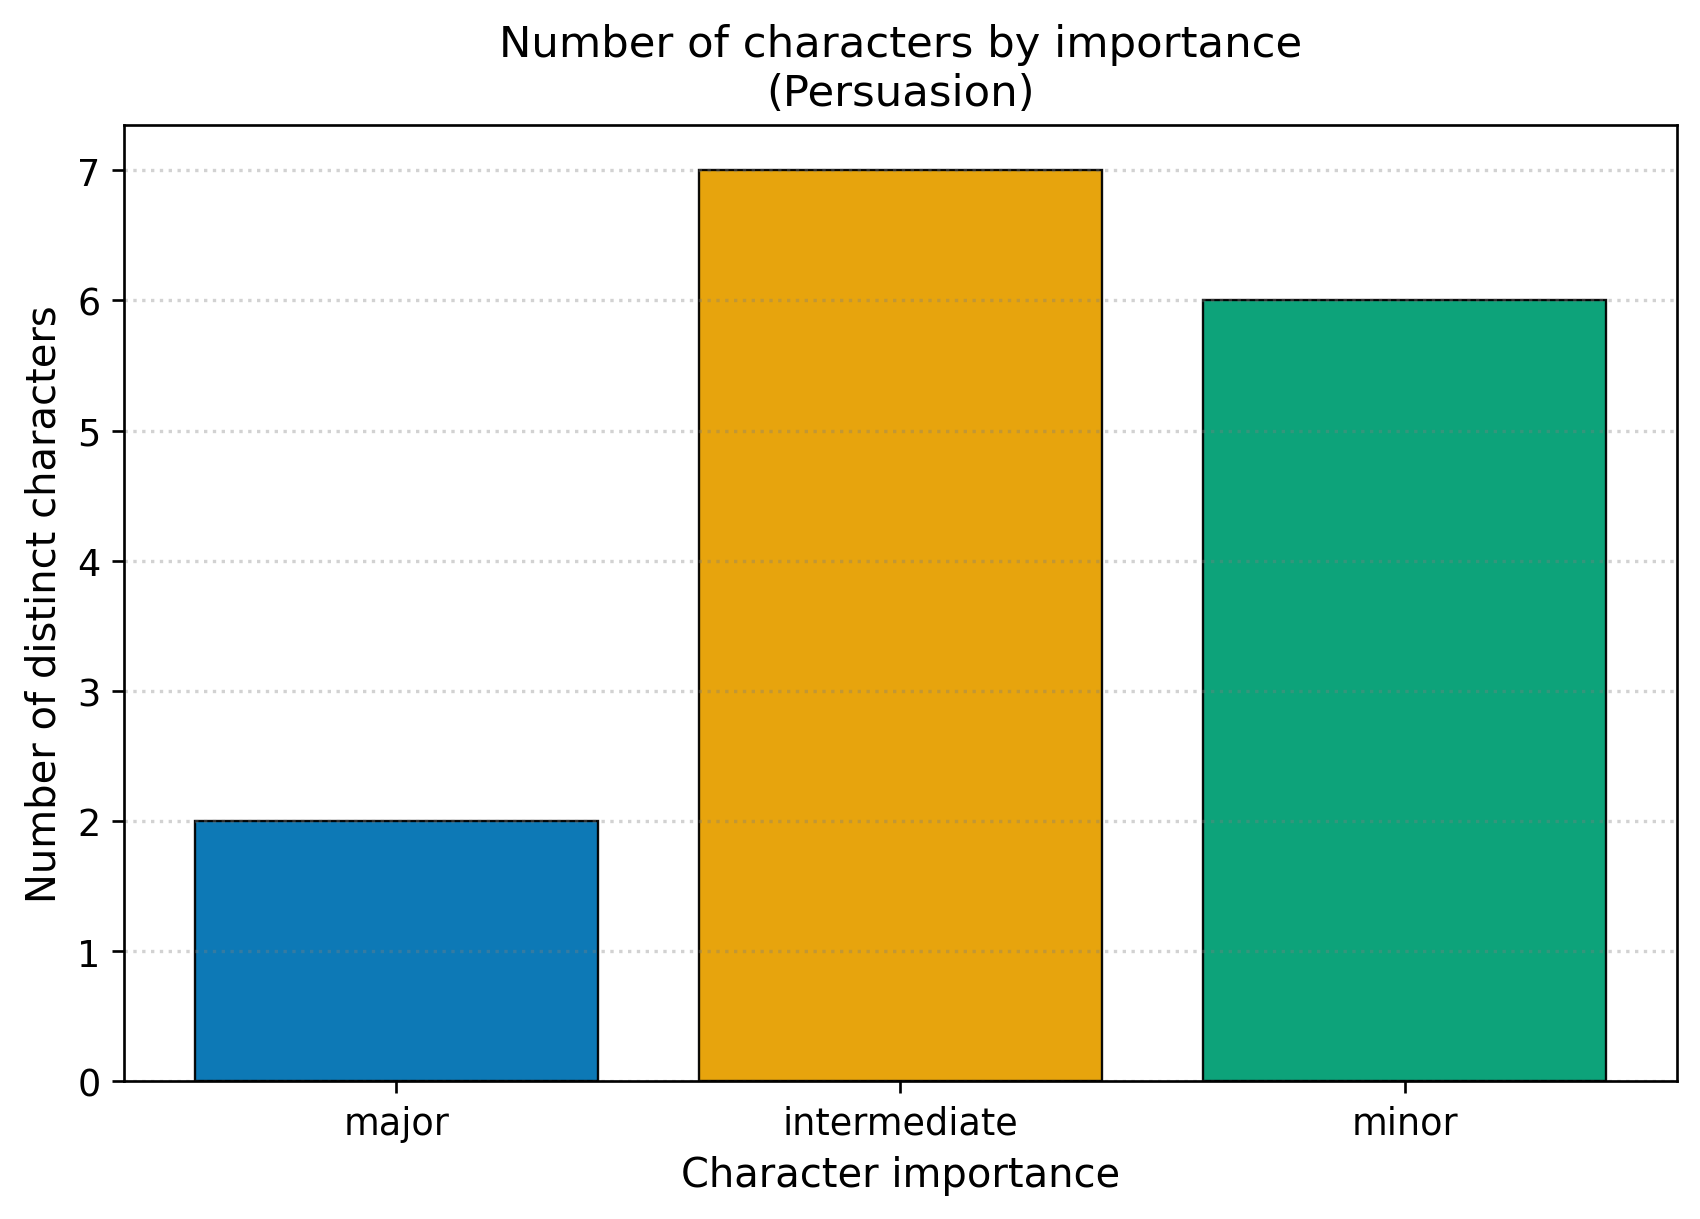 Number of characters by importance
(Persuasion)
Number of distinct characters
7
6
5
4
3
2
1
0
major
intermediate
minor
Character importance